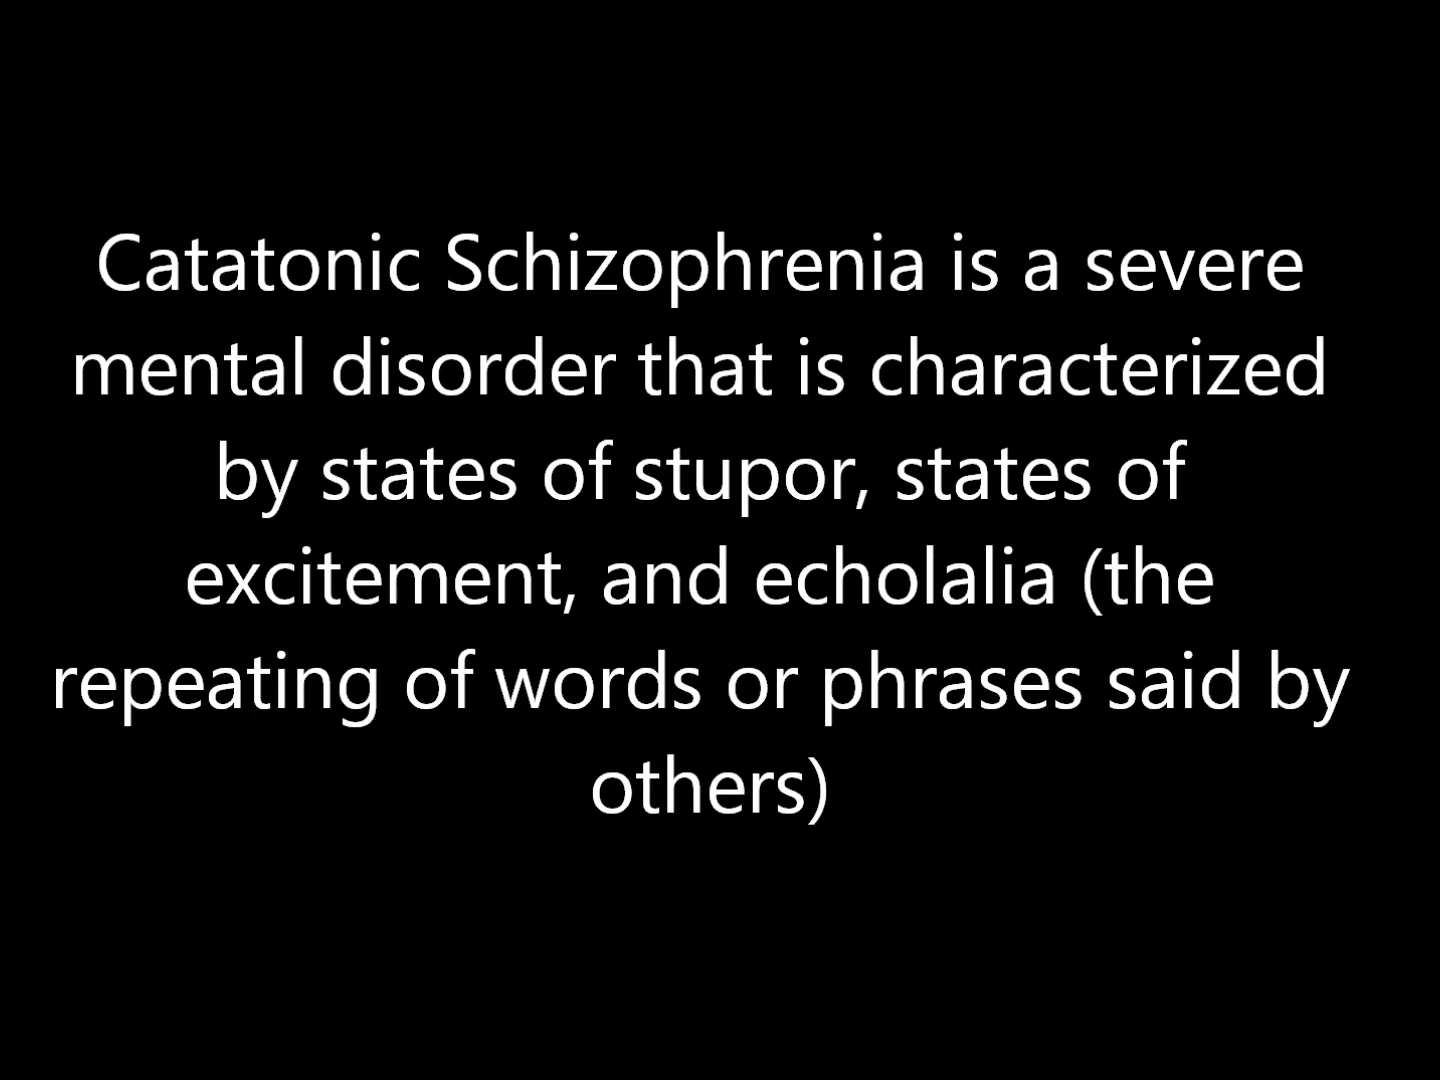 Catatonic Schizophrenia is a severe
mental disorder that is characterized
by states of stupor, states of
excitement, and echolalia (the
repeating of words or phrases said by
others)